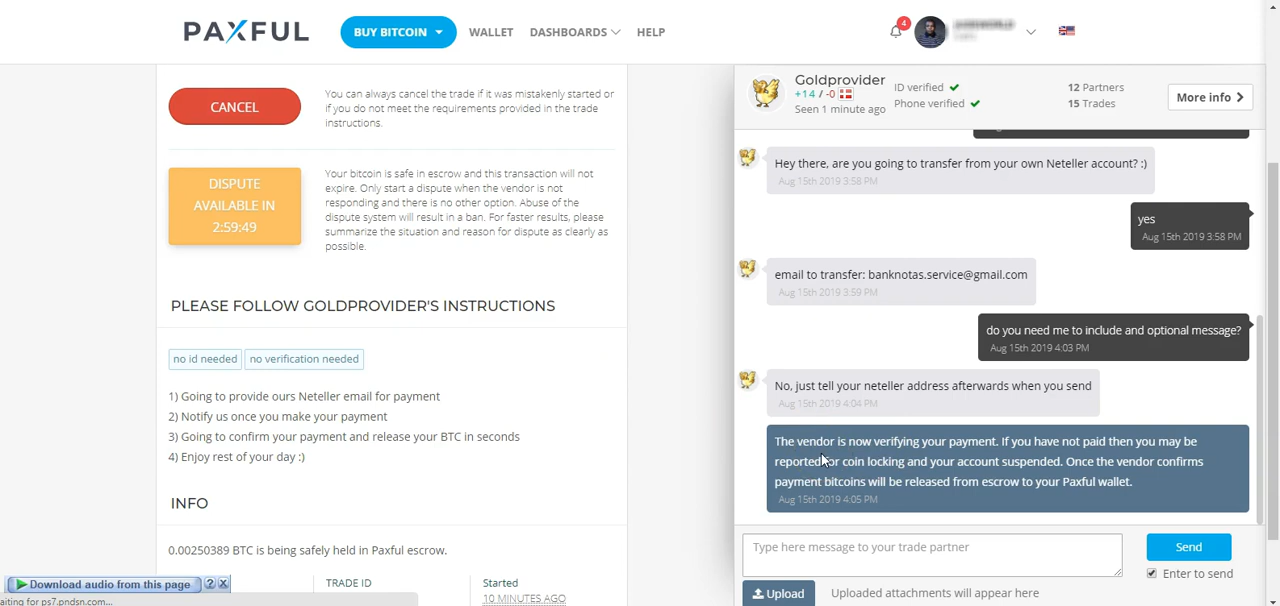 PAXFUL
BUY BITCOIN
WALLET
DASHBOARDS
HELP
4
CANCEL
You can always cancel the trade if it was mistakenly started or
if you do not meet the requirements provided in the trade
instructions.
DISPUTE
AVAILABLE IN
2:59:49
Your bitcoin is safe in escrow and this transaction will not
expire. Only start a dispute when the vendor is not
responding and there is no other option. Abuse of the
dispute system will result in a ban. For faster results, please
summarize the situation and reason for dispute as clearly as
possible.
PLEASE FOLLOW GOLDPROVIDER'S INSTRUCTIONS
no id needed
no verification needed
1) Going to provide ours Neteller email for payment
2) Notify us once you make your payment
3) Going to confirm your payment and release your BTC in seconds
4) Enjoy rest of your day :)
INFO
0.00250389 BTC is being safely held in Paxful escrow.
TRADE ID
Started
10 MINUTES AGO
Download audio from this page ? X
aiting for ps7.pndsn.com...
Goldprovider
+14 / -0
Seen 1 minute ago
ID verified
Phone verified
12 Partners
15 Trades
More info
Hey there, are you going to transfer from your own Neteller account? :)
Aug 15th 2019 3:58 PM
yes
Aug 15th 2019 3:58 PM
email to transfer: banknotas.service@gmail.com
Aug 15th 2019 3:59 PM
do you need me to include and optional message?
Aug 15th 2019 4:03 PM
No, just tell your neteller address afterwards when you send
Aug 15th 2019 4:04 PM
The vendor is now verifying your payment. If you have not paid then you may be
reported for coin locking and your account suspended. Once the vendor confirms
payment bitcoins will be released from escrow to your Paxful wallet.
Aug 15th 2019 4:05 PM
Type here message to your trade partner
Send
Enter to send
Upload
Uploaded attachments will appear here